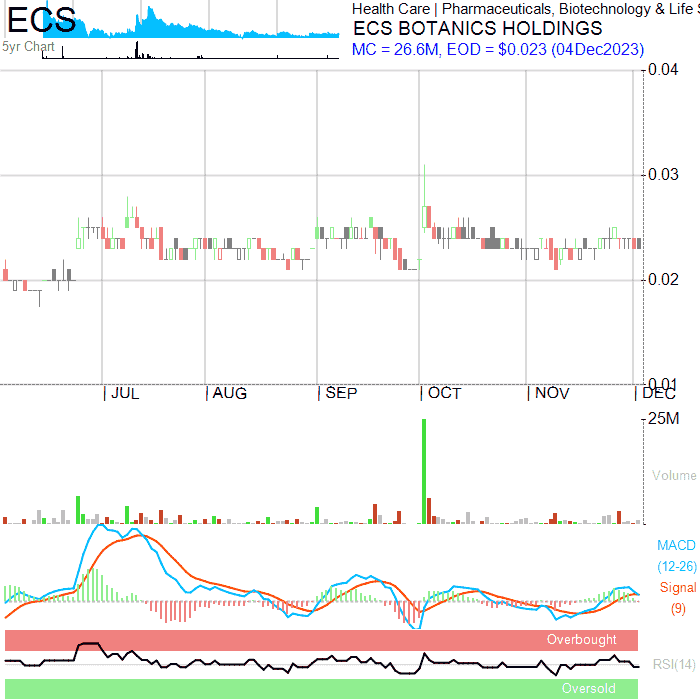 ECS
5yr Chart
Health Care | Pharmaceuticals, Biotechnology & Life S
ECS BOTANICS HOLDINGS
MC = 26.6M, EOD = $0.023 (04Dec2023)
0.04
0.03
0.02
0.01
JUL
AUG
SEP
OCT
NOV
DEC
25M
Volume
MACD
(12-26)
Signal
(9)
Overbought
RSI(14)
Oversold